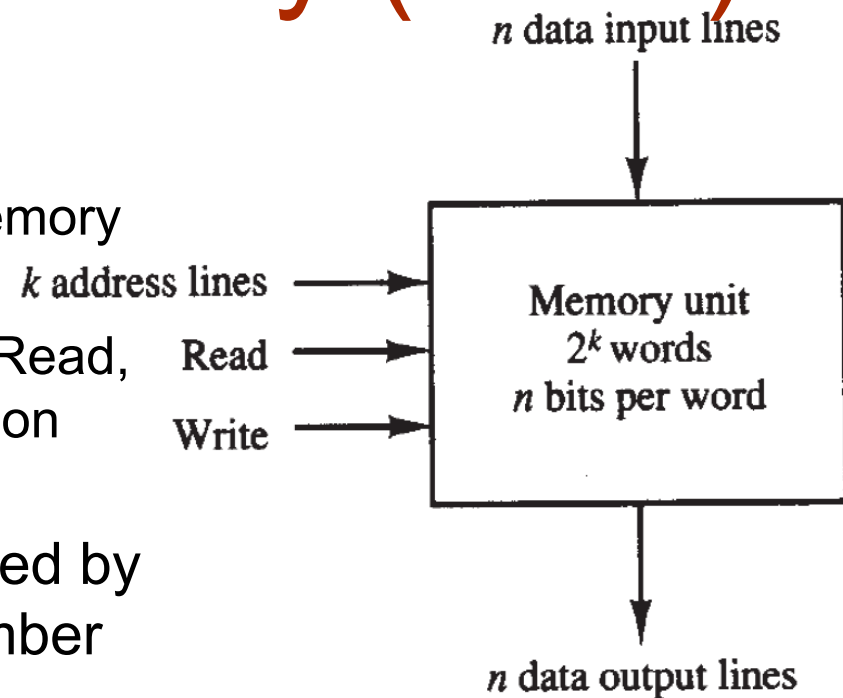 y (
)
n data input lines
emory
k address lines
Read,
Read
on
Write
Memory unit
2^k words
n bits per word
ed by
nber
n data output lines